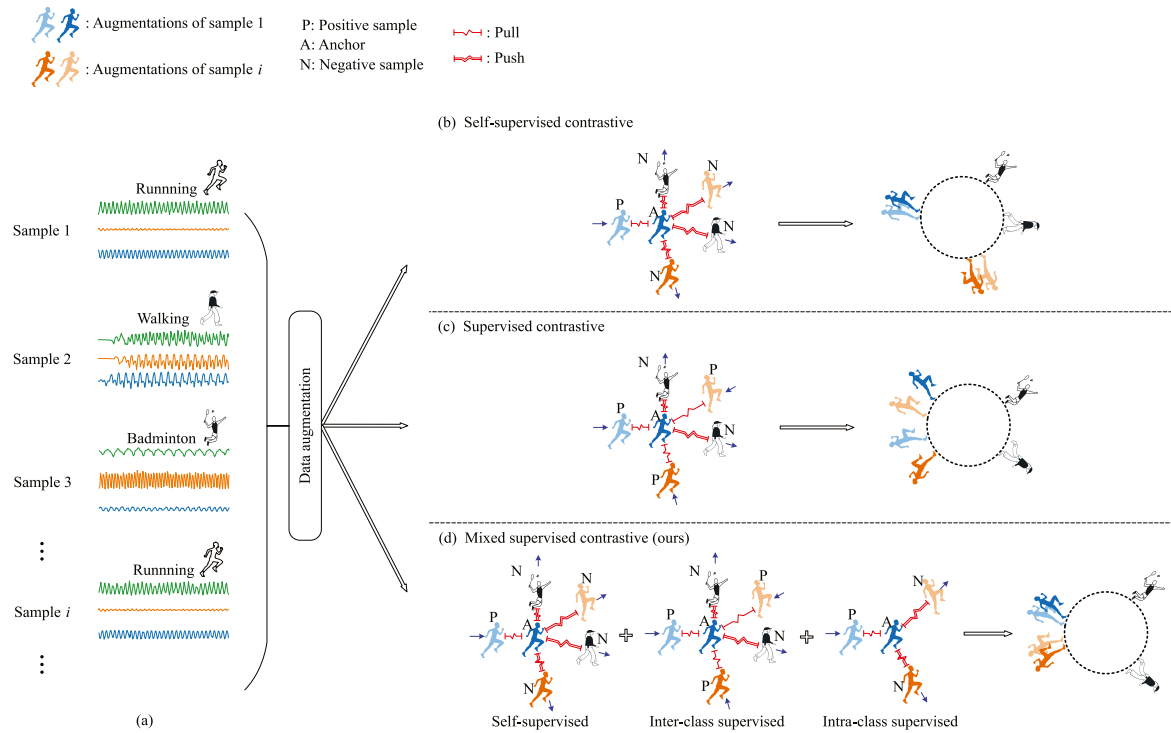 : Augmentations of sample 1
: Augmentations of sample i
P: Positive sample
A: Anchor
N: Negative sample
: Pull
: Push
(b) Self-supervised contrastive
N
N
P
A
N
N
Runnning
Sample 1
Walking
Sample 2
Badminton
Sample 3
Runnning
Sample i
(a)
Data augmentation
(c) Supervised contrastive
N
P
P
A
N
P
(d) Mixed supervised contrastive (ours)
N
N
P
A
N
N
Self-supervised
+
N
P
P
A
N
P
Inter-class supervised
+
N
P
A
N
Intra-class supervised